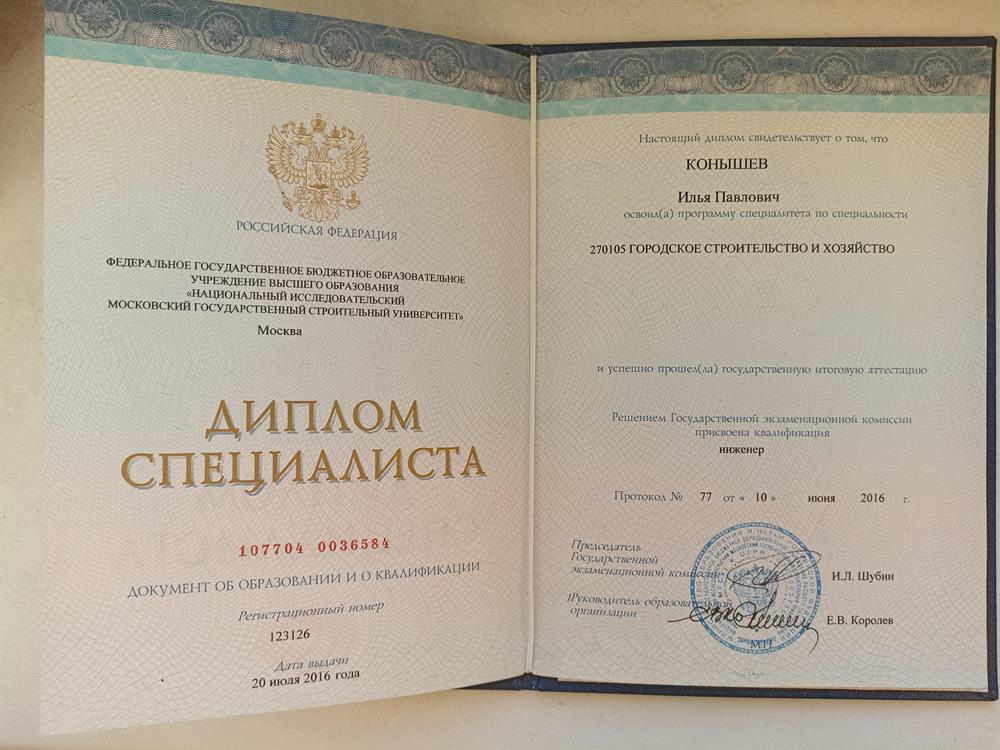 РОССИЙСКАЯ ФЕДЕРАЦИЯ
ФЕДЕРАЛЬНОЕ ГОСУДАРСТВЕННОЕ БЮДЖЕТНОЕ ОБРАЗОВАТЕЛЬНОЕ
УЧРЕЖДЕНИЕ ВЫСШЕГО ОБРАЗОВАНИЯ
«НАЦИОНАЛЬНЫЙ ИССЛЕДОВАТЕЛЬСКИЙ
МОСКОВСКИЙ ГОСУДАРСТВЕННЫЙ СТРОИТЕЛЬНЫЙ УНИВЕРСИТЕТ»
Москва
ДИПЛОМ
СПЕЦИАЛИСТА
107704 0036584
ДОКУМЕНТ ОБ ОБРАЗОВАНИИ И О КВАЛИФИКАЦИИ
Регистрационный номер
123126
Дата выдачи
20 июля 2016 года
Настоящий диплом свидетельствует о том, что
КОНЫШЕВ
Илья Павлович
освоил(а) программу специалитета по специальности
270105 ГОРОДСКОЕ СТРОИТЕЛЬСТВО И ХОЗЯЙСТВО
и успешно прошел(ла) государственную итоговую аттестацию
Решением Государственной экзаменационной комиссии
присвоена квалификация
инженер
Протокол № 77 от « 10 » июня 2016 г.
Председатель
Государственной
экзаменационной комиссии
И.Л. Шубин
Руководитель образовательной
организации
Е.В. Королев
М.П.